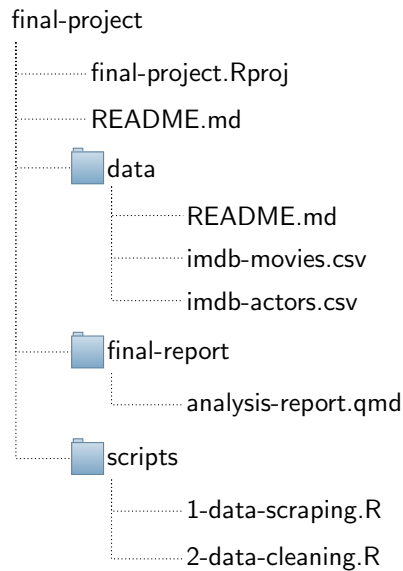 final-project
final-project.Rproj
README.md
data
README.md
imdb-movies.csv
imdb-actors.csv
final-report
analysis-report.qmd
scripts
1-data-scraping.R
2-data-cleaning.R